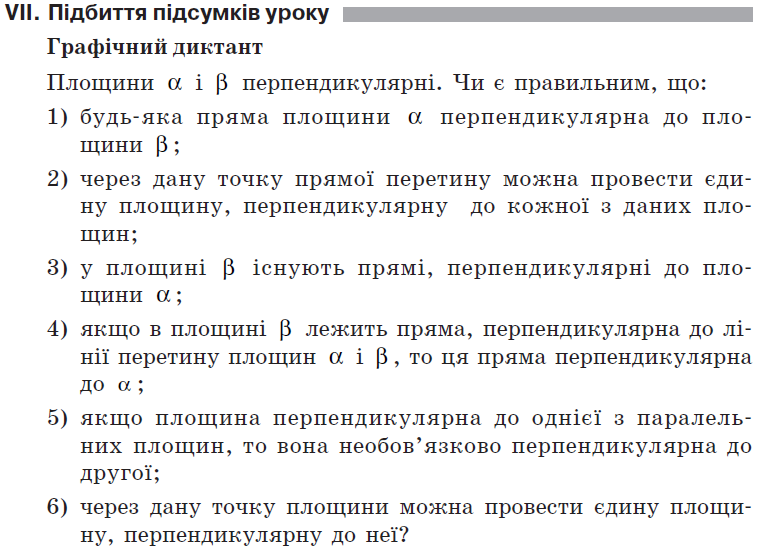 VII. Підбиття підсумків уроку
Графічний диктант
Площини α і β перпендикулярні. Чи є правильним, що:
1) будь-яка пряма площини α перпендикулярна до пло-
щини β;
2) через дану точку прямої перетину можна провести єди-
ну площину, перпендикулярну до кожної з даних пло-
щин;
3) у площині β існують прямі, перпендикулярні до пло-
щини α;
4) якщо в площині β лежить пряма, перпендикулярна до лі-
нії перетину площин α і β, то ця пряма перпендикулярна
до α;
5) якщо площина перпендикулярна до однієї з паралель-
них площин, то вона необов’язково перпендикулярна до
другої;
6) через дану точку площини можна провести єдину площи-
ну, перпендикулярну до неї?